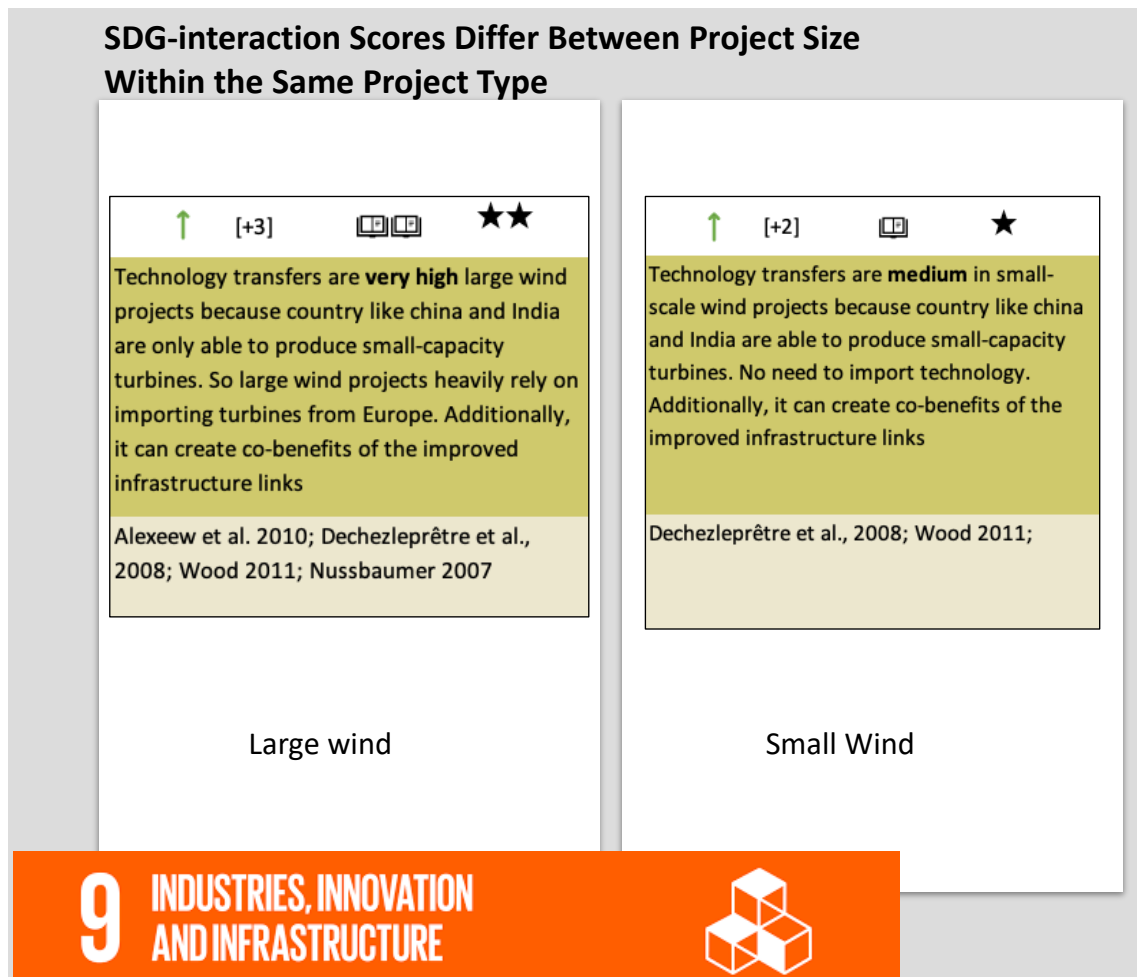 SDG-interaction Scores Differ Between Project Size
Within the Same Project Type
[+3]
Technology transfers are very high large wind
projects because country like china and India
are only able to produce small-capacity
turbines. So large wind projects heavily rely on
importing turbines from Europe. Additionally,
it can create co-benefits of the improved
infrastructure links
Alexeew et al. 2010; Dechezleprêtre et al.,
2008; Wood 2011; Nussbaumer 2007
Large wind
[+2]
Technology transfers are medium in small-
scale wind projects because country like china
and India are able to produce small-capacity
turbines. No need to import technology.
Additionally, it can create co-benefits of the
improved infrastructure links
Dechezleprêtre et al., 2008; Wood 2011;
Small Wind
9 INDUSTRIES, INNOVATION
AND INFRASTRUCTURE